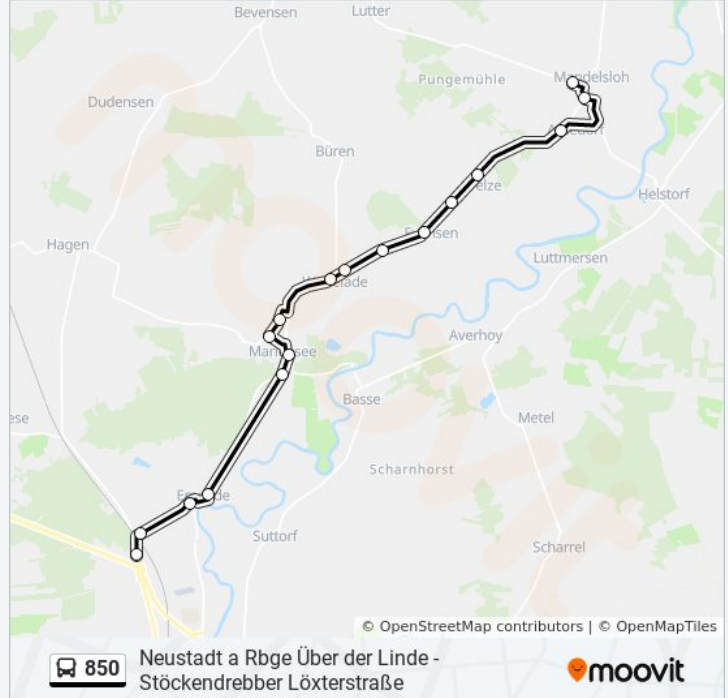 Bevensen
Lutter
Pungemühle
Dudensen
Büren
Helstorf
Hagen
Luttmersen
Averhoy
Basse
Metel
Scharnhorst
Suttorf
Scharrel
© OpenStreetMap contributors | © OpenMapTiles
850
Neustadt a Rbge Über der Linde -
Stöckendrebber Löxterstraße
moovit